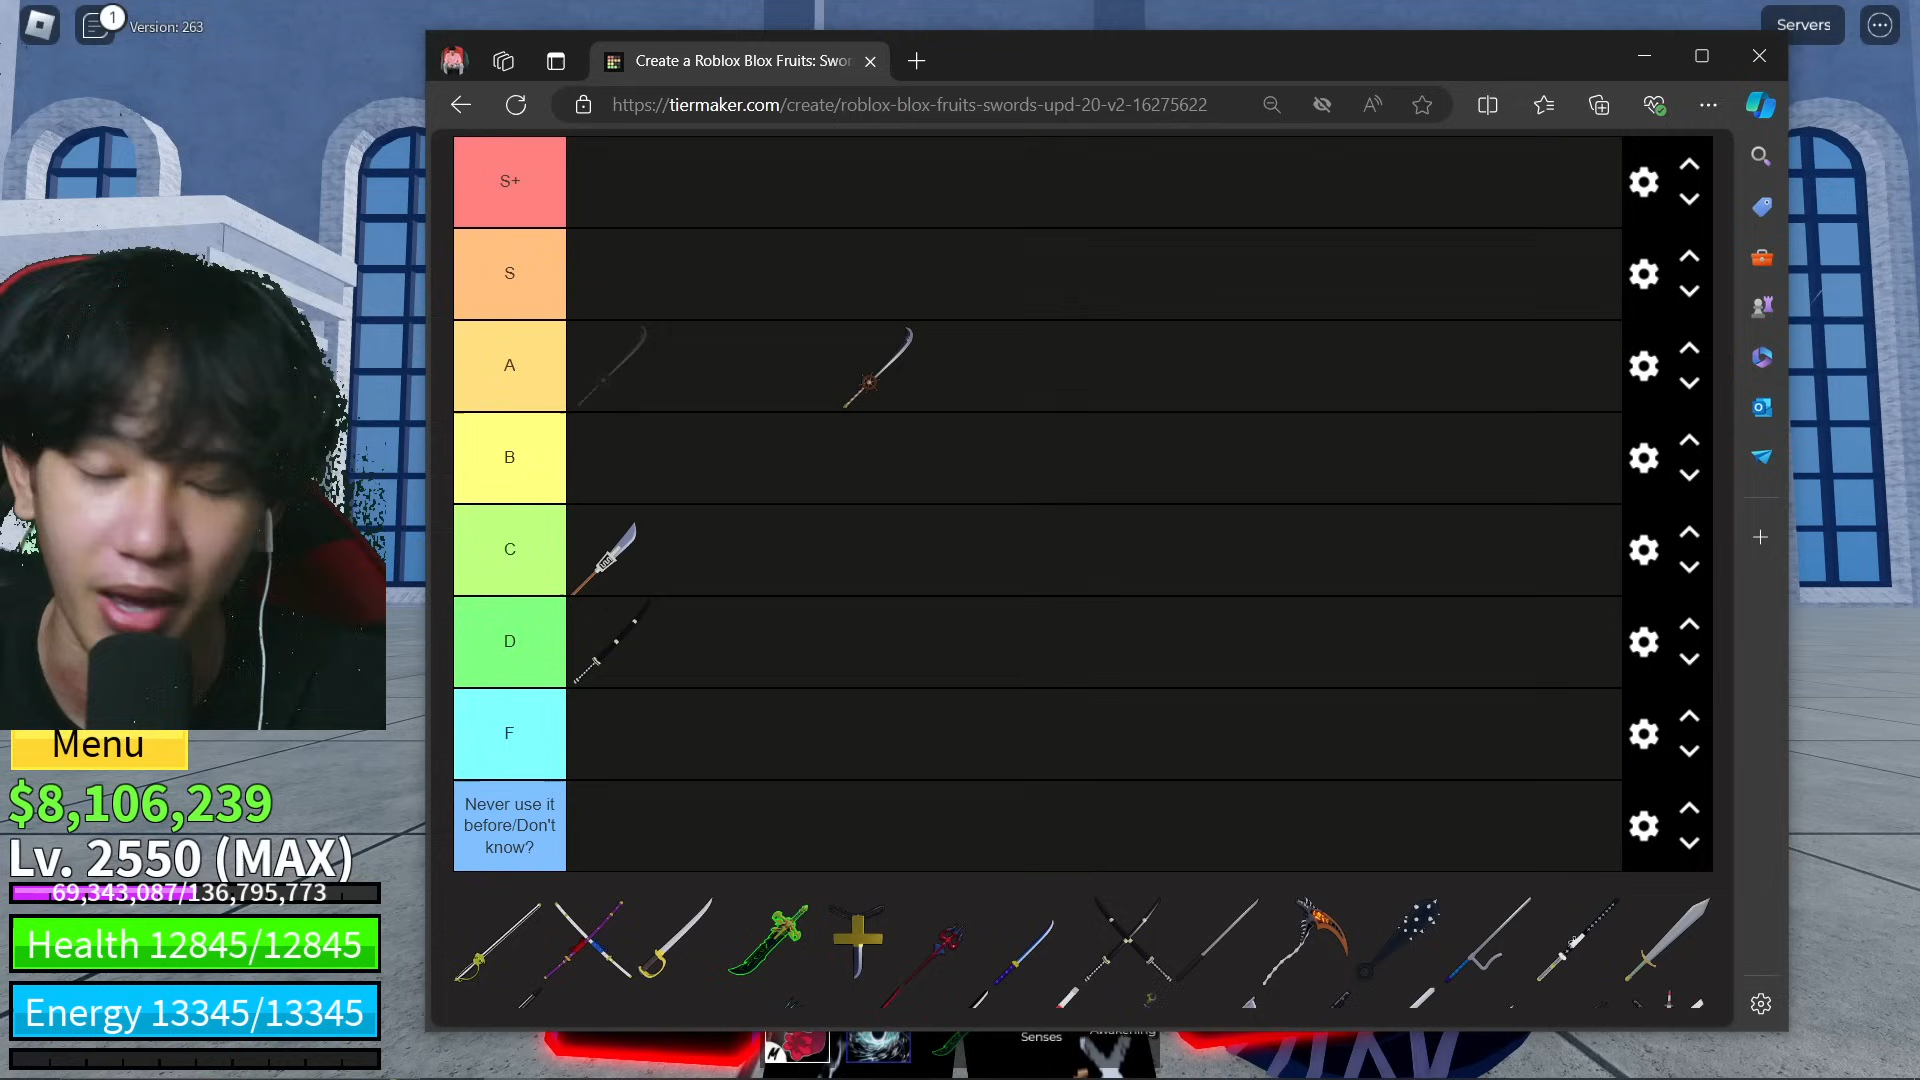 1
Version: 263
Servers
Create a Roblox Blox Fruits: Swor
https://tiermaker.com/create/roblox-blox-fruits-swords-upd-20-v2-16275622
S+
S
A
B
C
D
F
Never use it
before/Don't
know?
Menu
$8,106,239
Lv. 2550 (MAX)
69,343,087/136,795,773
Health 12845/12845
Energy 13345/13345
Senses
Awakening
M